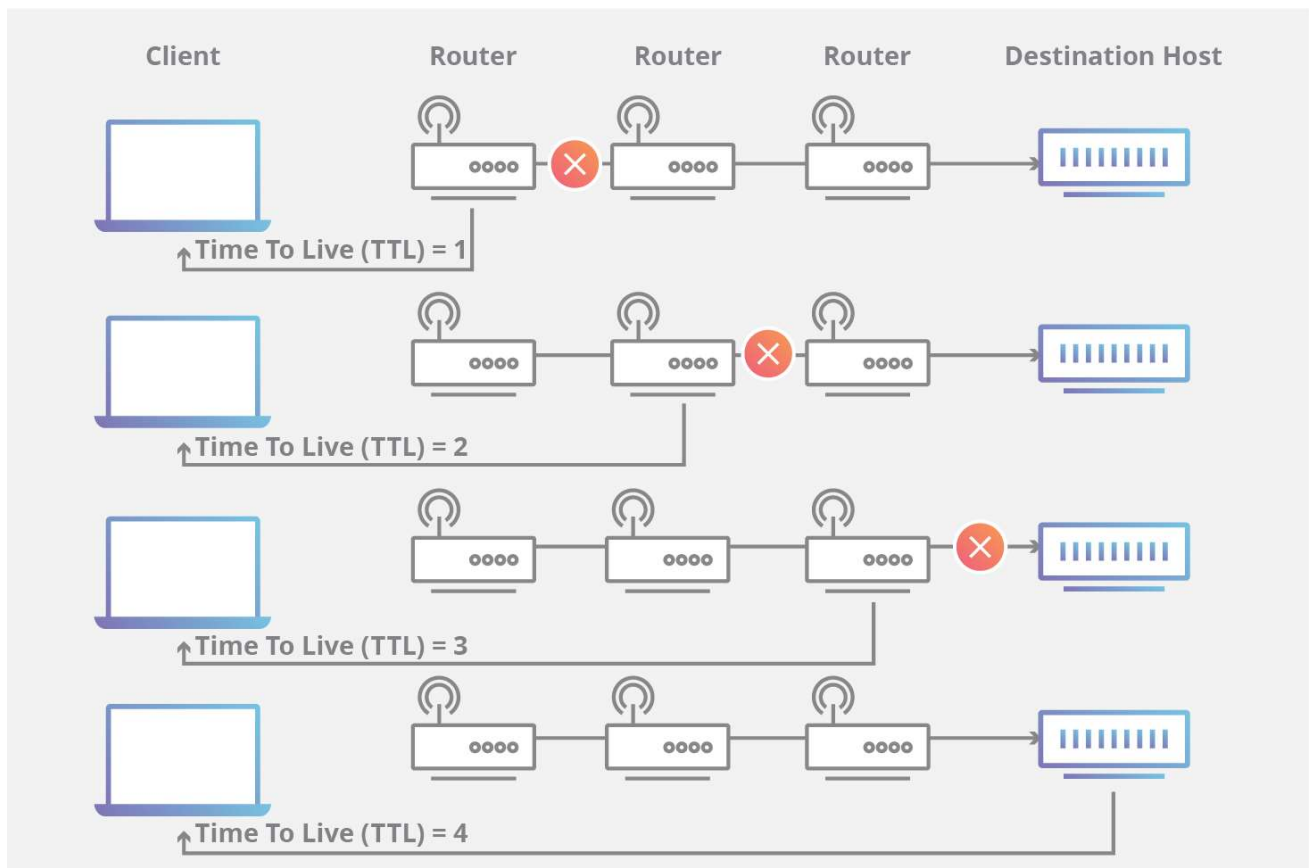 Client Router Router Router Destination Host
Time To Live (TTL) = 1
Time To Live (TTL) = 2
Time To Live (TTL) = 3
Time To Live (TTL) = 4